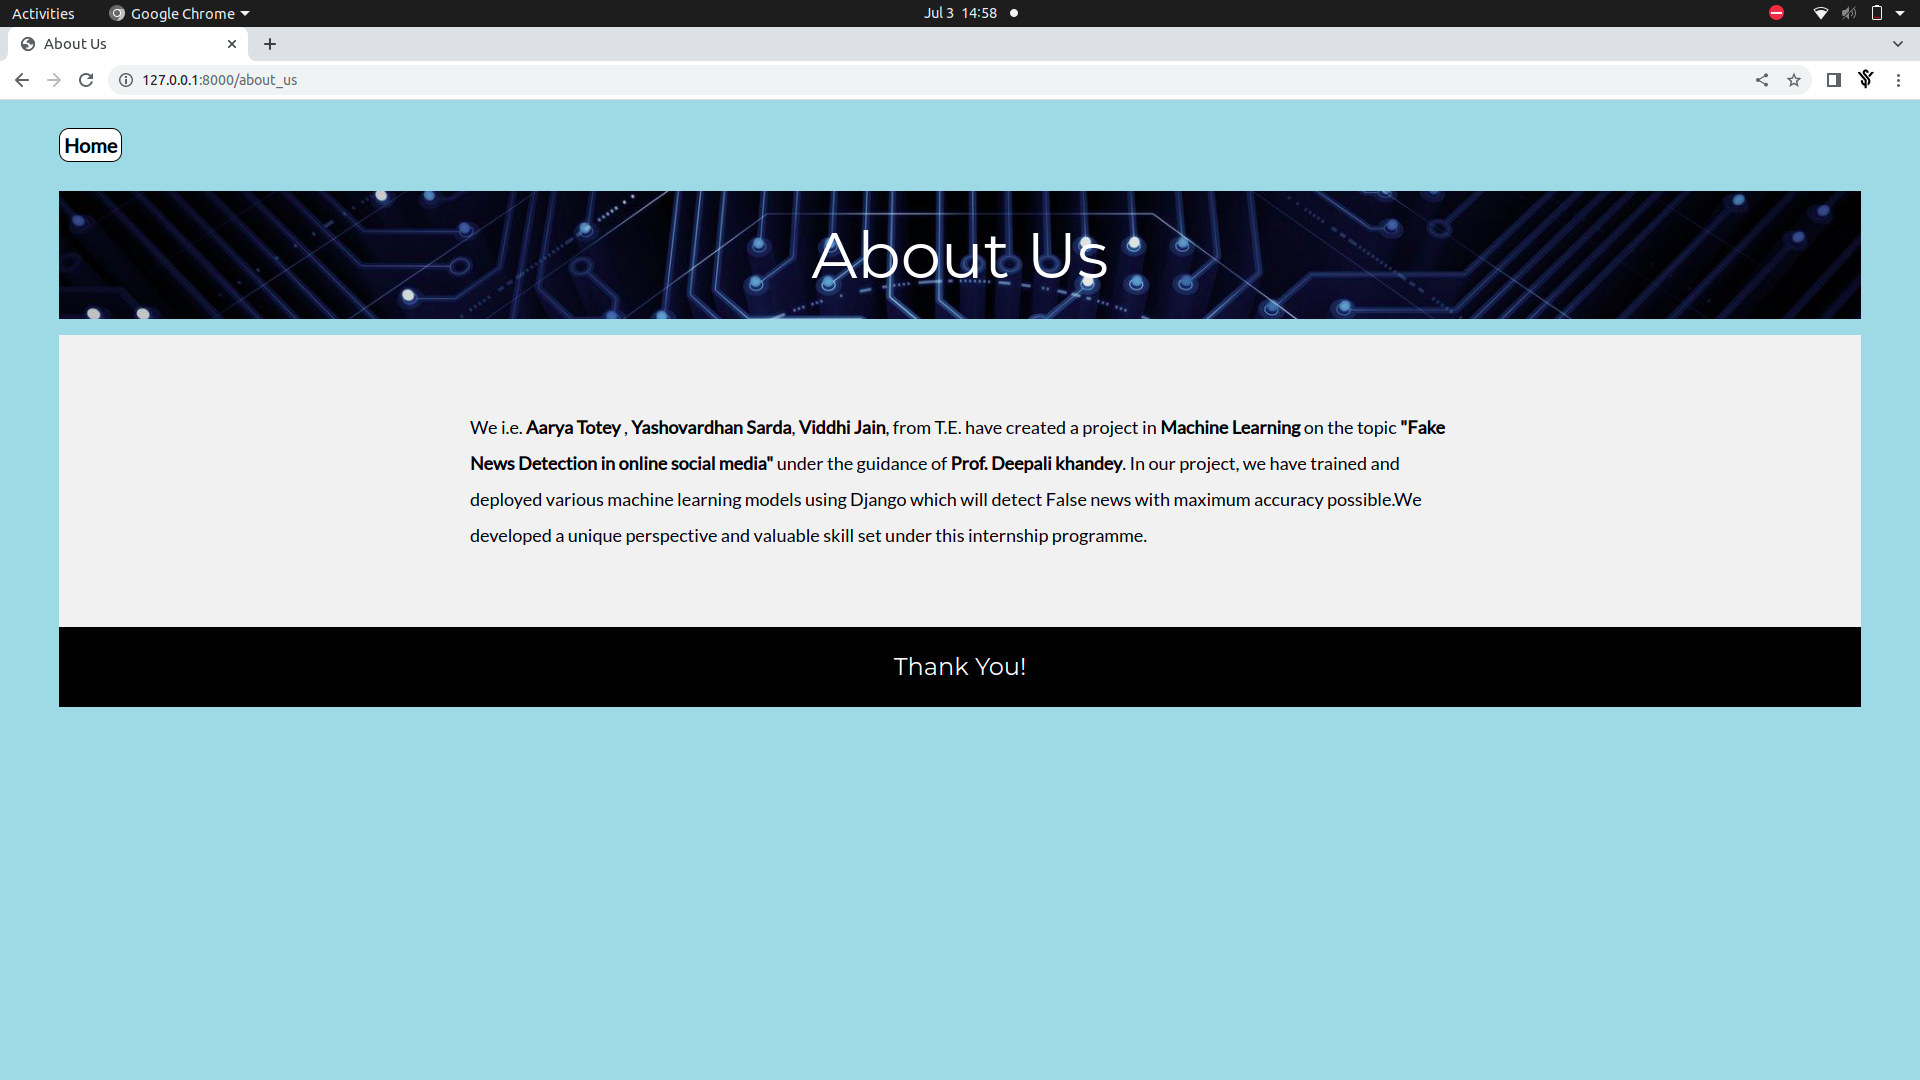 Activities
Google Chrome
Jul 3 14:58
About Us
127.0.0.1:8000/about_us
Home
About Us
We i.e. Aarya Totey , Yashovardhan Sarda, Viddhi Jain, from T.E. have created a project in Machine Learning on the topic "Fake
News Detection in online social media" under the guidance of Prof. Deepali khandey. In our project, we have trained and
deployed various machine learning models using Django which will detect False news with maximum accuracy possible.We
developed a unique perspective and valuable skill set under this internship programme.
Thank You!